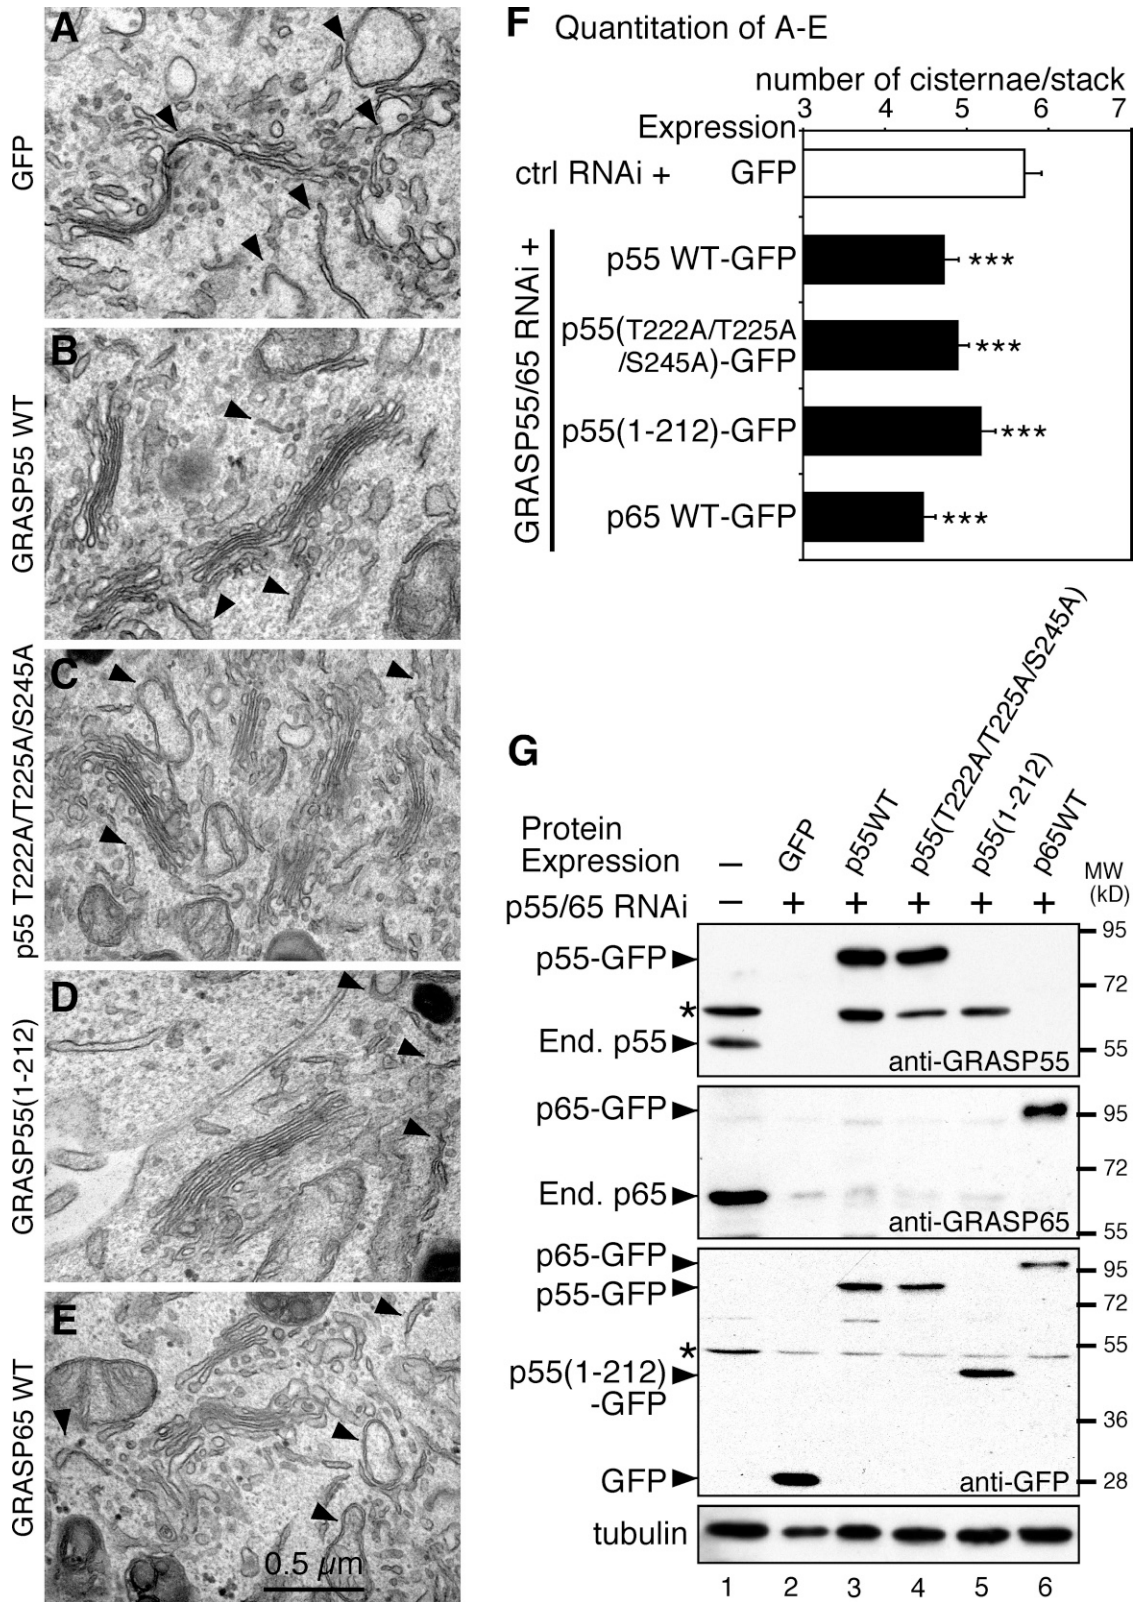 A
GFP
B
GRASP55 WT
C
p55 T222A/T225A/S245A
D
GRASP55(1-212)
E
GRASP65 WT
0.5 µm
F Quantitation of A-E
number of cisternae/stack
3 4 5 6 7
Expression
ctrl RNAi + GFP
GRASP55/65 RNAi +
p55 WT-GFP ***
p55(T222A/T225A
/S245A)-GFP ***
p55(1-212)-GFP ***
p65 WT-GFP ***
G
Protein
Expression
– GFP p55WT p55(T222A/T225A/S245A) p55(1-212) p65WT
MW
(kD)
p55/65 RNAi – + + + + +
p55-GFP
*
End. p55
95
72
55
anti-GRASP55
p65-GFP
End. p65
95
72
55
anti-GRASP65
p65-GFP
p55-GFP
*
p55(1-212)
-GFP
GFP
95
72
55
36
28
anti-GFP
tubulin
1 2 3 4 5 6